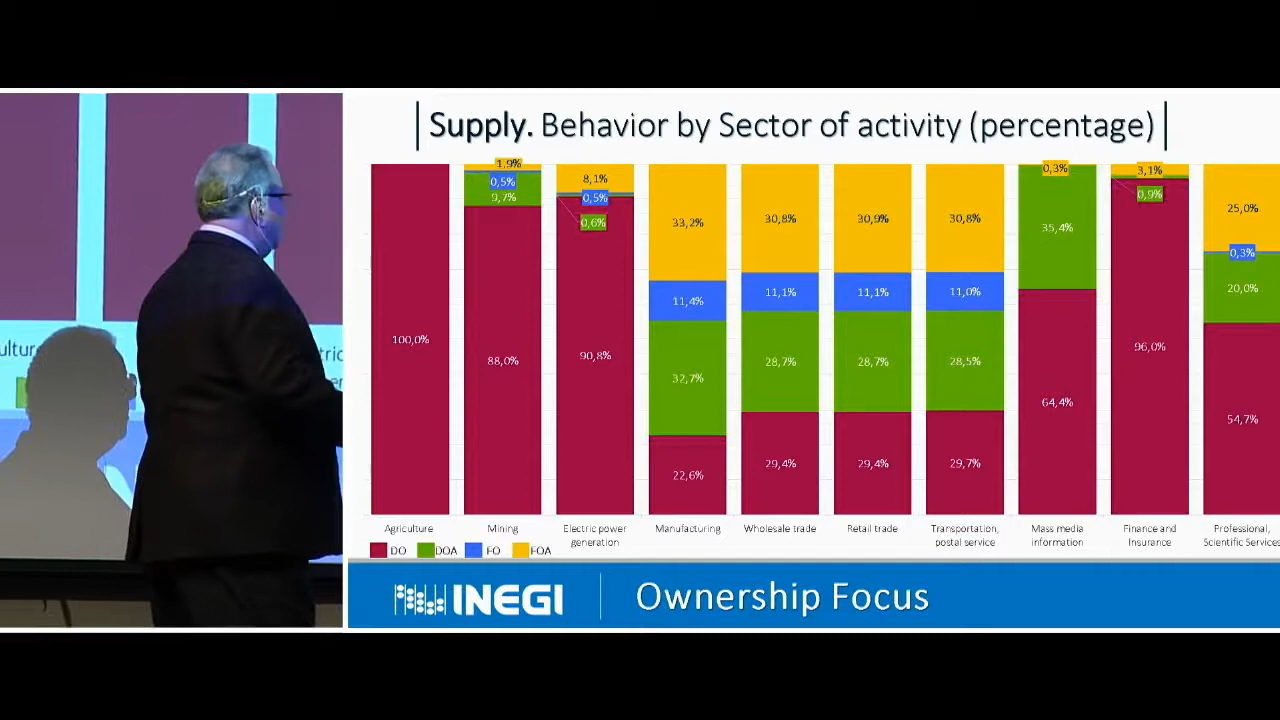 Supply. Behavior by Sector of activity (percentage)
1,9%
0,5%
9,7%
8,1%
0,5%
0,6%
33,2%
30,8%
30,9%
30,8%
0,3%
35,4%
3,1%
0,9%
25,0%
0,3%
20,0%
11,4%
11,1%
11,1%
11,0%
32,7%
28,7%
28,7%
28,5%
100,0%
88,0%
90,8%
22,6%
29,4%
29,4%
29,7%
64,4%
96,0%
54,7%
Agriculture
Mining
Electric power
generation
Manufacturing
Wholesale trade
Retail trade
Transportation,
postal service
Mass media
information
Finance and
Insurance
Professional,
Scientific Services
DO DOA FO FOA
INEGI
Ownership Focus